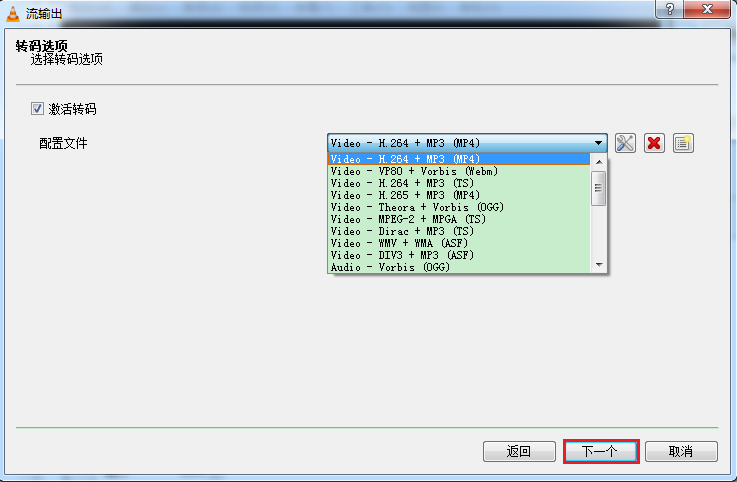 流输出
?
转码选项
选择转码选项
激活转码
配置文件
Video - H.264 + MP3 (MP4)
Video - H.264 + MP3 (MP4)
Video - VP80 + Vorbis (Webm)
Video - H.264 + MP3 (TS)
Video - H.265 + MP3 (MP4)
Video - Theora + Vorbis (OGG)
Video - MPEG-2 + MPGA (TS)
Video - Dirac + MP3 (TS)
Video - WMV + WMA (ASF)
Video - DIV3 + MP3 (ASF)
Audio - Vorbis (OGG)
返回 下一个 取消